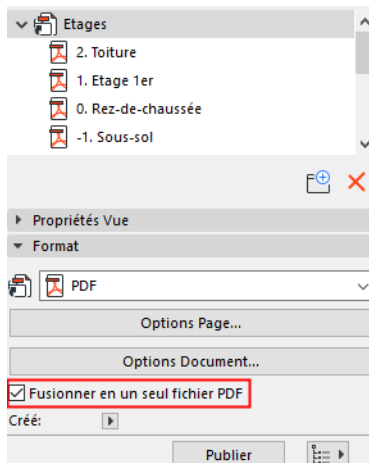 Etages
2. Toiture
1. Etage 1er
0. Rez-de-chaussée
-1. Sous-sol
Propriétés Vue
Format
PDF
Options Page...
Options Document...
Fusionner en un seul fichier PDF
Créé:
Publier